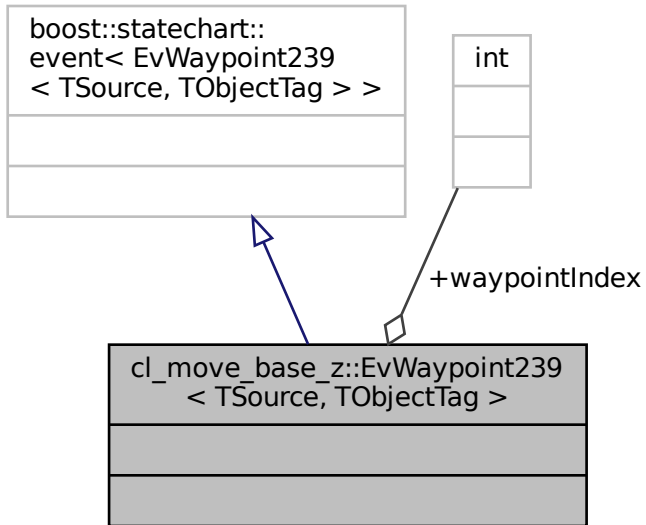 boost::statechart::
event< EvWaypoint239
< TSource, TObjectTag > >
int
+waypointIndex
cl_move_base_z::EvWaypoint239
< TSource, TObjectTag >